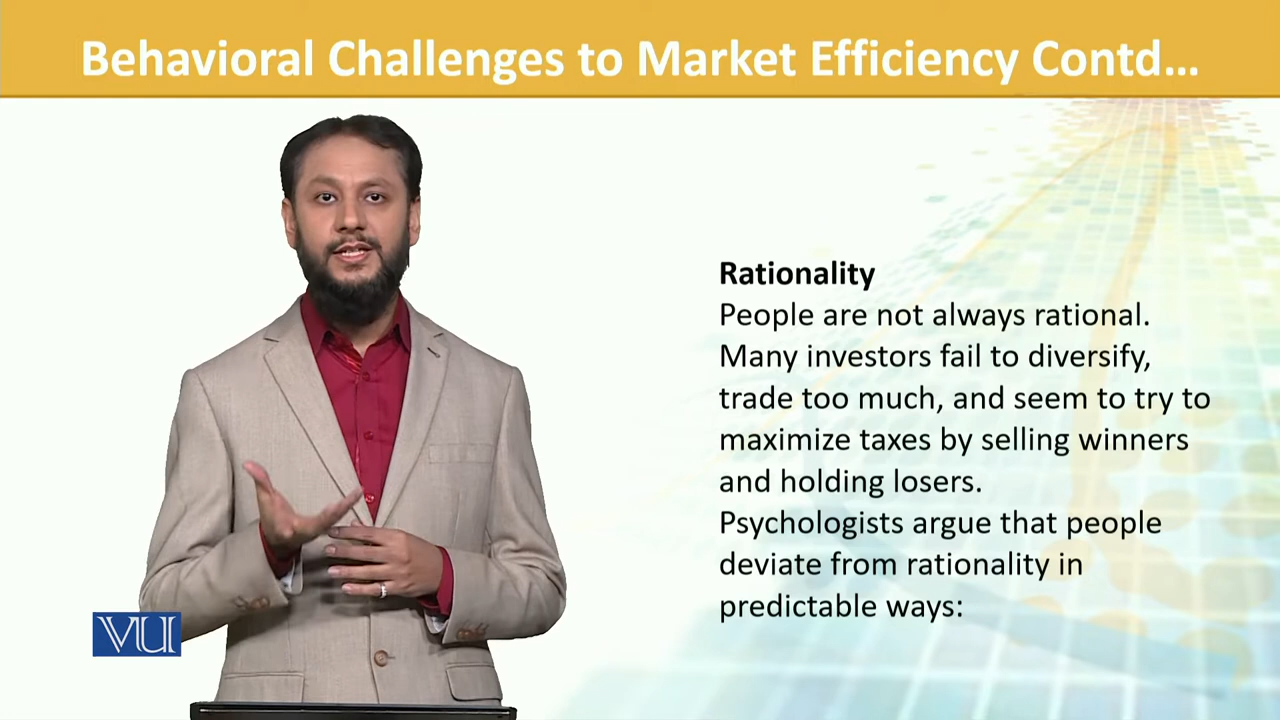 Behavioral Challenges to Market Efficiency Contd...
Rationality
People are not always rational.
Many investors fail to diversify,
trade too much, and seem to try to
maximize taxes by selling winners
and holding losers.
Psychologists argue that people
deviate from rationality in
predictable ways:
VU